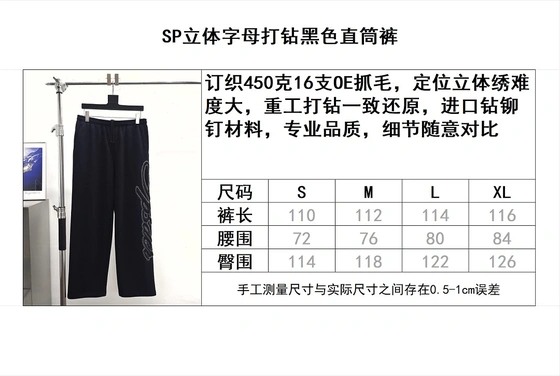 SP立体字母打钻黑色直筒裤
订织450克16支OE抓毛，定位立体绣难
度大，重工打钻一致还原，进口钻铆
钉材料，专业品质，细节随意对比
尺码 S M L XL
裤长 110 112 114 116
腰围 72 76 80 84
臀围 114 118 122 126
手工测量尺寸与实际尺寸之间存在0.5-1cm误差